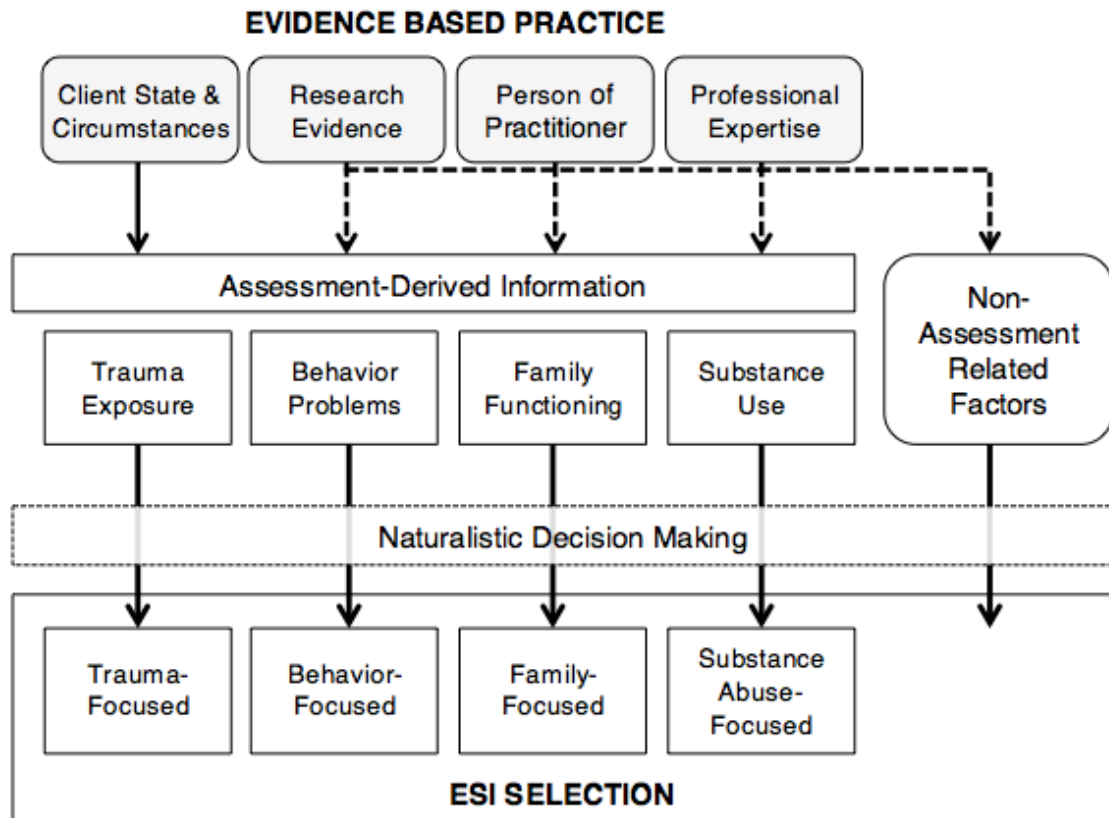 EVIDENCE BASED PRACTICE
Client State &
Circumstances
Research
Evidence
Person of
Practitioner
Professional
Expertise
Assessment-Derived Information
Non-
Assessment
Related
Factors
Trauma
Exposure
Behavior
Problems
Family
Functioning
Substance
Use
Naturalistic Decision Making
Trauma-
Focused
Behavior-
Focused
Family-
Focused
Substance
Abuse-
Focused
ESI SELECTION